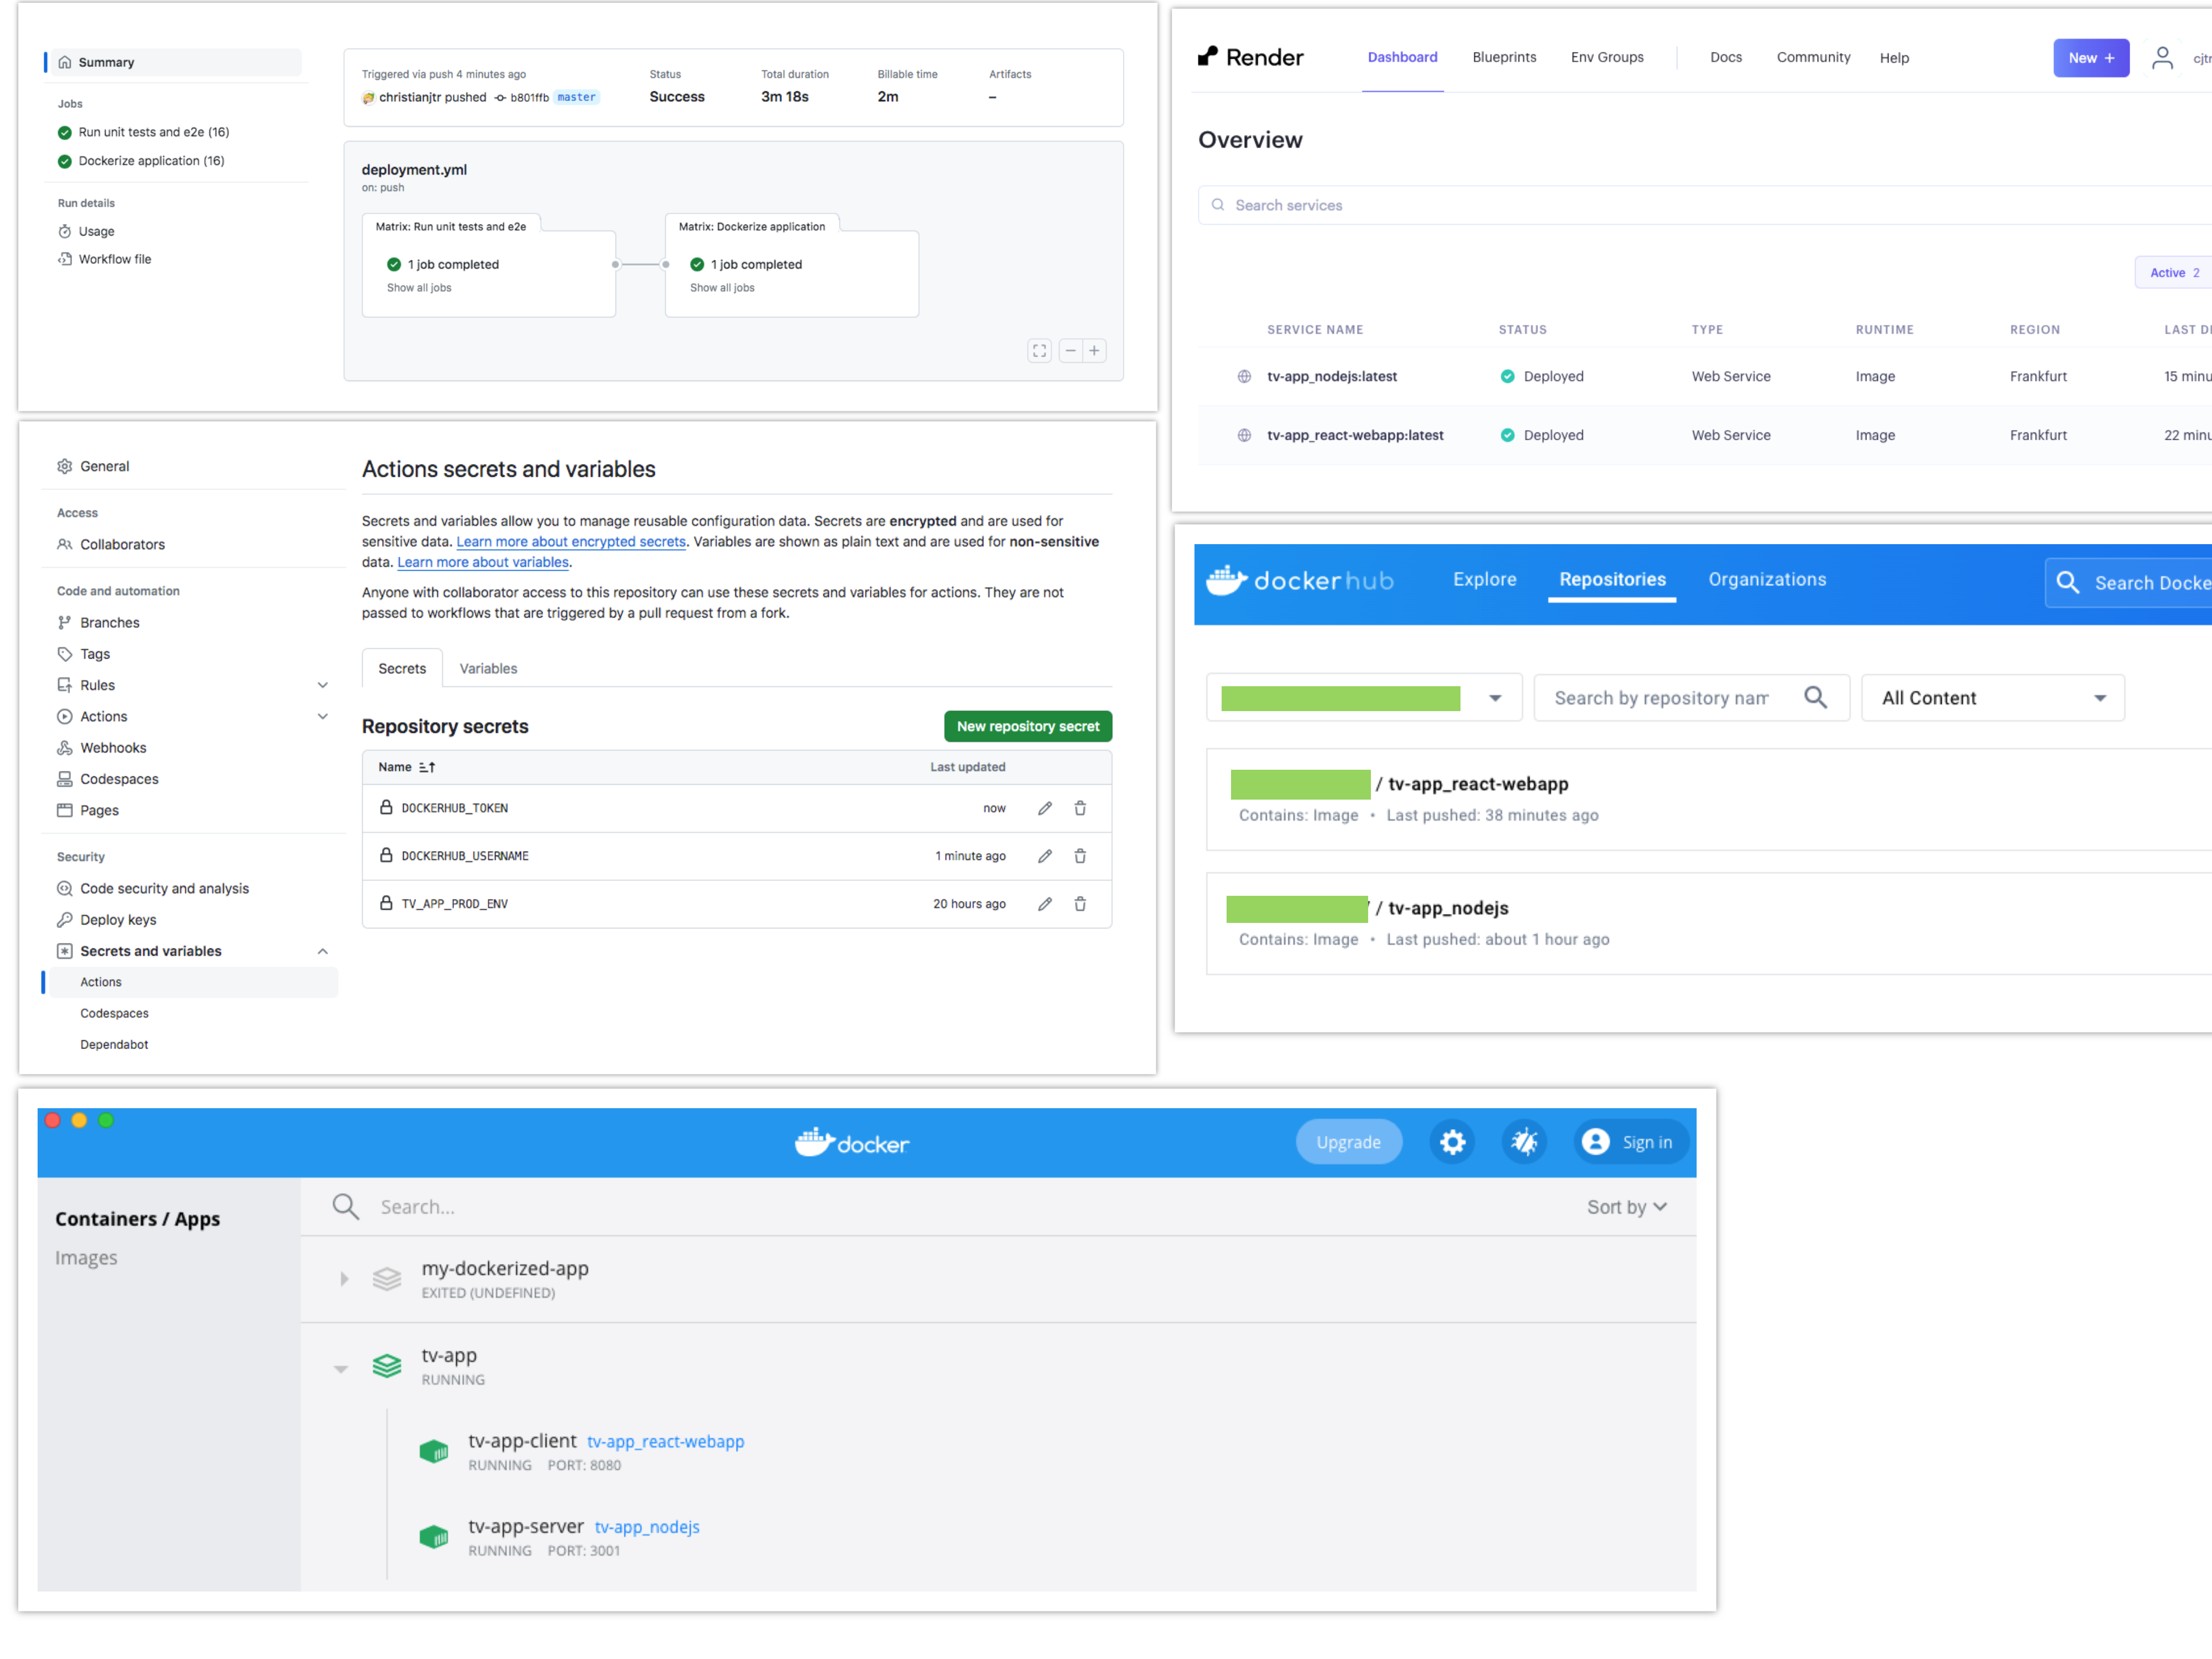 Summary
Jobs
Run unit tests and e2e (16)
Dockerize application (16)
Run details
Usage
Workflow file
Triggered via push 4 minutes ago
christianjtr pushed b801ffb master
Status
Success
Total duration
3m 18s
Billable time
2m
Artifacts
–
deployment.yml
on: push
Matrix: Run unit tests and e2e
1 job completed
Show all jobs
Matrix: Dockerize application
1 job completed
Show all jobs
Render
Dashboard Blueprints Env Groups Docs Community Help New +
Overview
Search services
Active 2
SERVICE NAME STATUS TYPE RUNTIME REGION
tv-app_nodejs:latest Deployed Web Service Image Frankfurt 15
tv-app_react-webapp:latest Deployed Web Service Image Frankfurt 22
General
Access
Collaborators
Code and automation
Branches
Tags
Rules
Actions
Webhooks
Codespaces
Pages
Security
Code security and analysis
Deploy keys
Secrets and variables
Actions
Codespaces
Dependabot
Actions secrets and variables
Secrets and variables allow you to manage reusable configuration data. Secrets are encrypted and are used for
sensitive data. Learn more about encrypted secrets. Variables are shown as plain text and are used for non-sensitive
data. Learn more about variables.
Anyone with collaborator access to this repository can use these secrets and variables for actions. They are not
passed to workflows that are triggered by a pull request from a fork.
Secrets Variables
Repository secrets New repository secret
Name Last updated
DOCKERHUB_TOKEN now
DOCKERHUB_USERNAME 1 minute ago
TV_APP_PROD_ENV 20 hours ago
dockerhub Explore Repositories Organizations Search
Search by repository nam All Content
/ tv-app_react-webapp
Contains: Image • Last pushed: 38 minutes ago
/ tv-app_nodejs
Contains: Image • Last pushed: about 1 hour ago
docker Upgrade Sign in
Containers / Apps
Images
Search... Sort by
my-dockerized-app
EXITED (UNDEFINED)
tv-app
RUNNING
tv-app-client tv-app_react-webapp
RUNNING PORT: 8080
tv-app-server tv-app_nodejs
RUNNING PORT: 3001